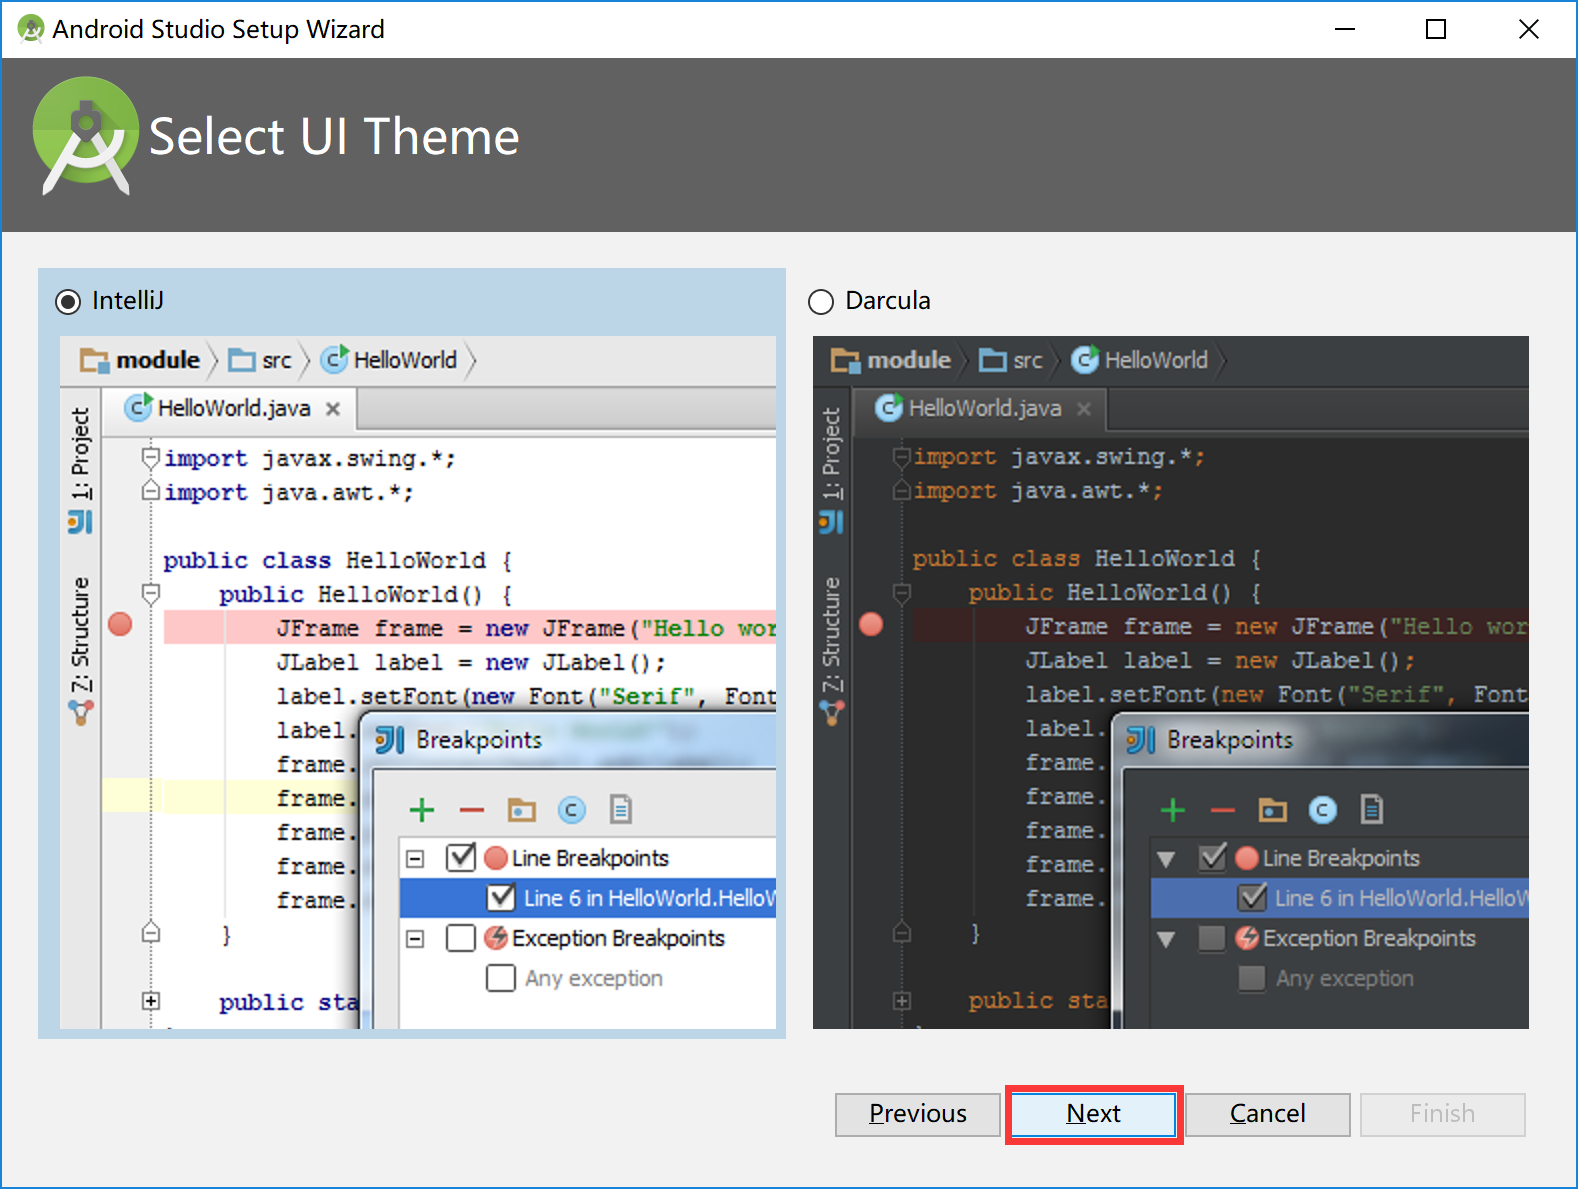 Android Studio Setup Wizard
Select UI Theme
IntelliJ
module src HelloWorld
HelloWorld.java
1: Project
7: Structure
import javax.swing.*;
import java.awt.*;
public class HelloWorld {
public HelloWorld() {
JFrame frame = new JFrame("Hello wor
JLabel label = new JLabel();
label.setFont(new Font("Serif", Font
label.
frame.
frame.
frame.
frame.
frame.
}
public sta
Breakpoints
Line Breakpoints
Line 6 in HelloWorld.HelloW
Exception Breakpoints
Any exception
Darcula
module src HelloWorld
HelloWorld.java
1: Project
7: Structure
import javax.swing.*;
import java.awt.*;
public class HelloWorld {
public HelloWorld() {
JFrame frame = new JFrame("Hello wor
JLabel label = new JLabel();
label.setFont(new Font("Serif", Font
label.
frame.
frame.
frame.
frame.
frame.
}
public sta
Breakpoints
Line Breakpoints
Line 6 in HelloWorld.HelloW
Exception Breakpoints
Any exception
Previous
Next
Cancel
Finish